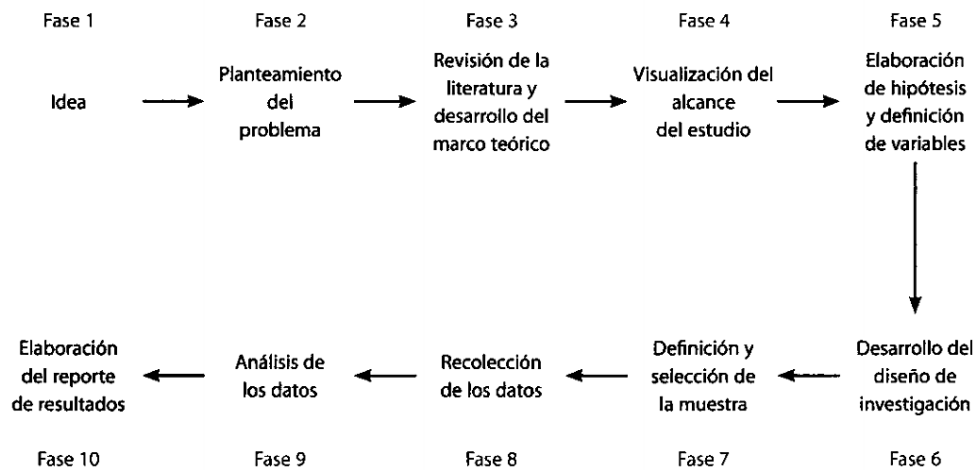 Fase 1
Idea
Fase 2
Planteamiento
del
problema
Fase 3
Revisión de la
literatura y
desarrollo del
marco teórico
Fase 4
Visualización del
alcance
del estudio
Fase 5
Elaboración
de hipótesis
y definición
de variables
Desarrollo del
diseño de
investigación
Fase 6
Definición y
selección de
la muestra
Fase 7
Recolección
de los datos
Fase 8
Análisis de
los datos
Fase 9
Elaboración
del reporte
de resultados
Fase 10